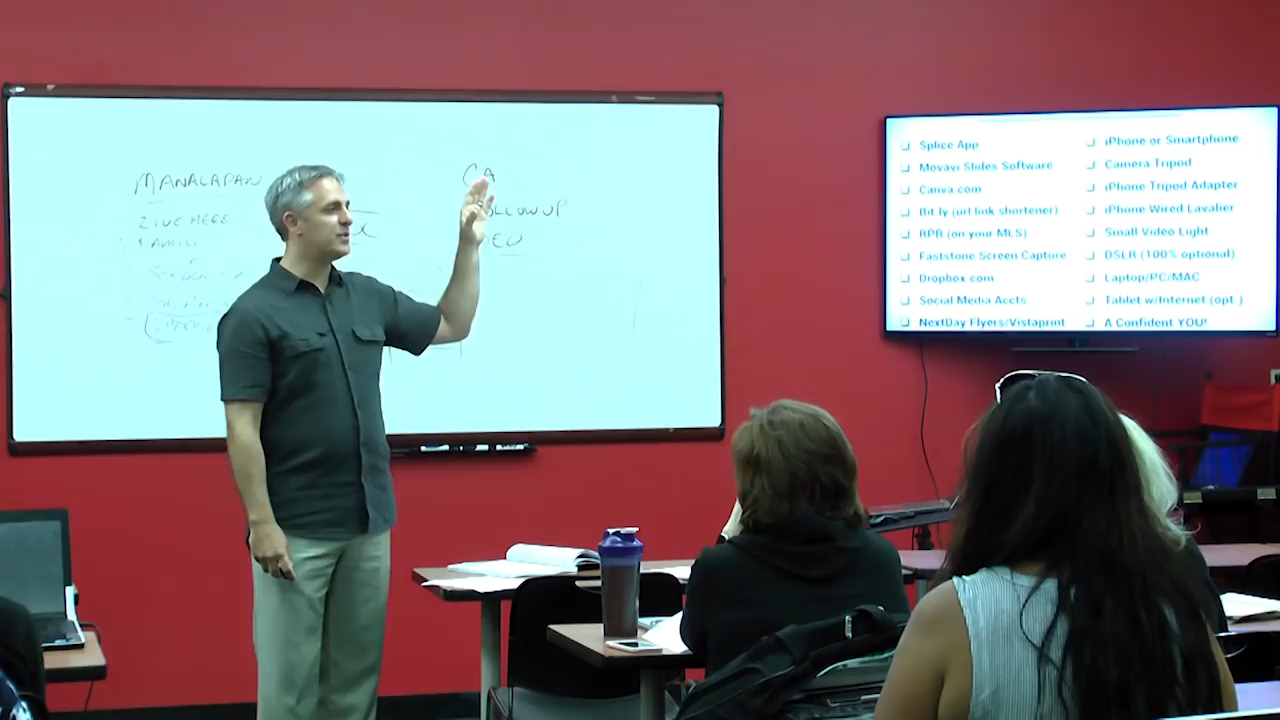 MANALAPAN
LIVE HERE
FAMILY
CA
VIDEO
Splice App
Movavi Slides Software
Canva.com
Bit.ly (url link shortener)
RPR (on your MLS)
Faststone Screen Capture
Dropbox.com
Social Media Accts
NextDay Flyers/Vistaprint
iPhone or Smartphone
Camera Tripod
iPhone Tripod Adapter
iPhone Wired Lavalier
Small Video Light
DSLR (100% optional)
Laptop/PC/MAC
Tablet w/Internet (opt.)
A Confident YOU!